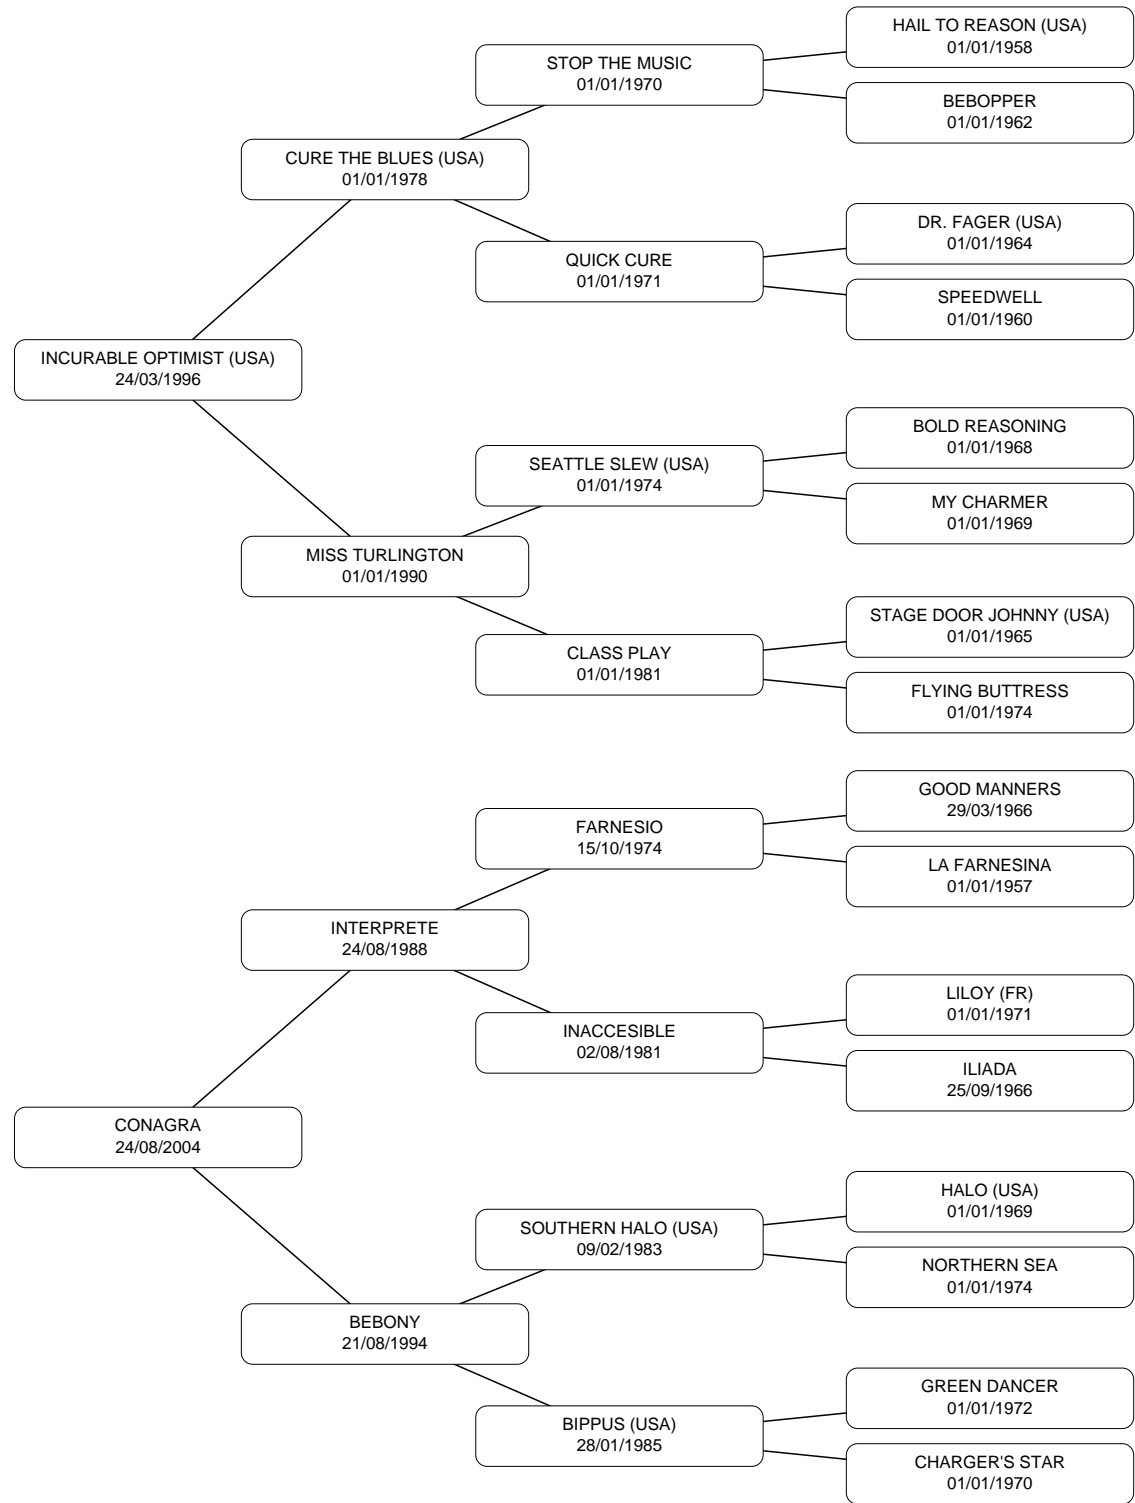 HAIL TO REASON (USA)
01/01/1958
STOP THE MUSIC
01/01/1970
BEBOPPER
01/01/1962
CURE THE BLUES (USA)
01/01/1978
DR. FAGER (USA)
01/01/1964
QUICK CURE
01/01/1971
SPEEDWELL
01/01/1960
INCURABLE OPTIMIST (USA)
24/03/1996
BOLD REASONING
01/01/1968
SEATTLE SLEW (USA)
01/01/1974
MY CHARMER
01/01/1969
MISS TURLINGTON
01/01/1990
STAGE DOOR JOHNNY (USA)
01/01/1965
CLASS PLAY
01/01/1981
FLYING BUTTRESS
01/01/1974
GOOD MANNERS
29/03/1966
FARNESIO
15/10/1974
LA FARNESINA
01/01/1957
INTERPRETE
24/08/1988
LILOY (FR)
01/01/1971
INACCESIBLE
02/08/1981
ILIADA
25/09/1966
CONAGRA
24/08/2004
HALO (USA)
01/01/1969
SOUTHERN HALO (USA)
09/02/1983
NORTHERN SEA
01/01/1974
BEBONY
21/08/1994
GREEN DANCER
01/01/1972
BIPPUS (USA)
28/01/1985
CHARGER'S STAR
01/01/1970